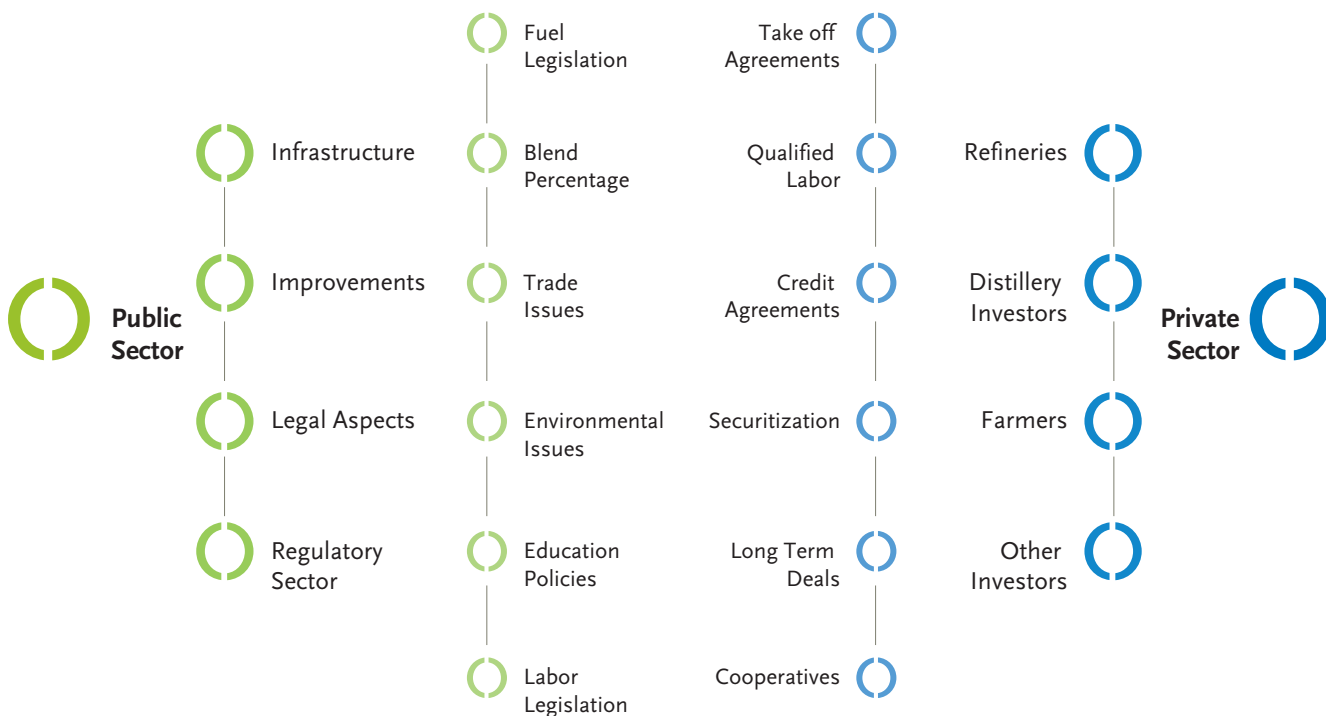 Public
Sector
Infrastructure
Improvements
Legal Aspects
Regulatory
Sector
Fuel
Legislation
Blend
Percentage
Trade
Issues
Environmental
Issues
Education
Policies
Labor
Legislation
Take off
Agreements
Qualified
Labor
Credit
Agreements
Securitization
Long Term
Deals
Cooperatives
Refineries
Distillery
Investors
Farmers
Other
Investors
Private
Sector